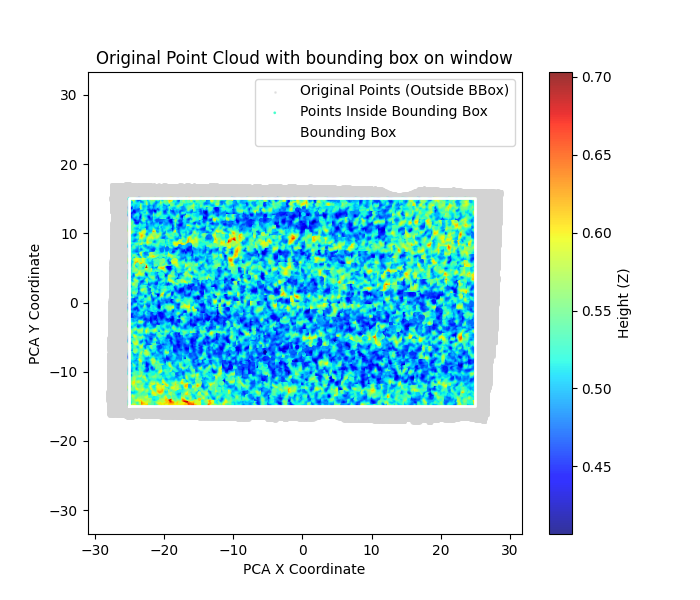 Original Point Cloud with bounding box on window
Original Points (Outside BBox)
Points Inside Bounding Box
Bounding Box
PCA Y Coordinate
30
20
10
0
−10
−20
−30
−30
−20
−10
0
10
20
30
PCA X Coordinate
0.70
0.65
0.60
0.55
0.50
0.45
Height (Z)